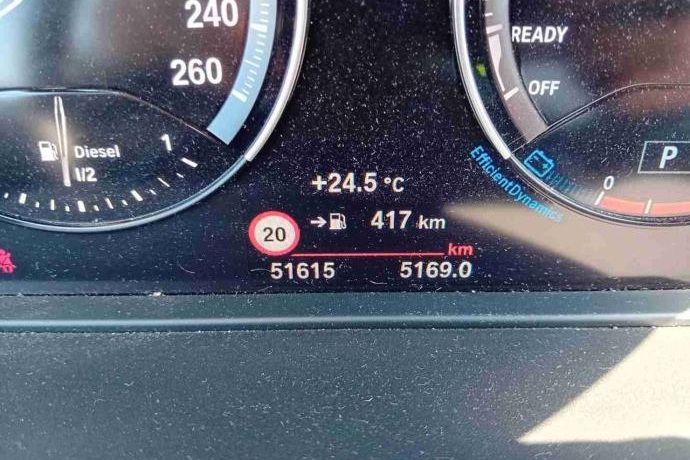 240
260
READY
OFF
Diesel
1/2
1
EfficientDynamics
0
P
+24.5 °C
20
417 km
km
51615 5169.0